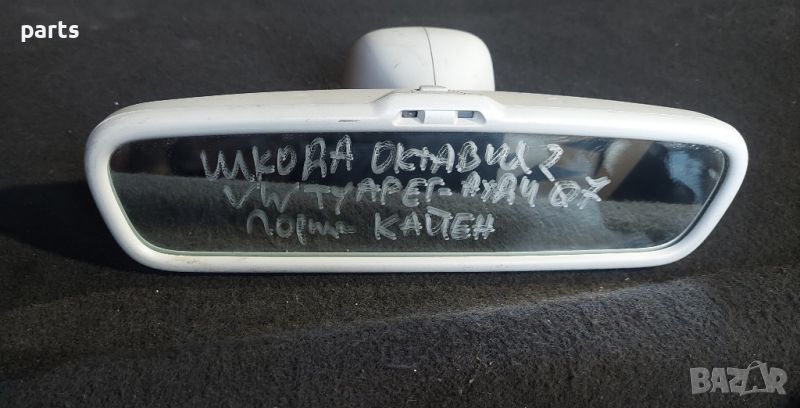 parts
ШКОДА ОКТАВИЯ 2
VW ТУАРЕГ-АУДИ Q7
Порше КАЙЕН
BAZAR